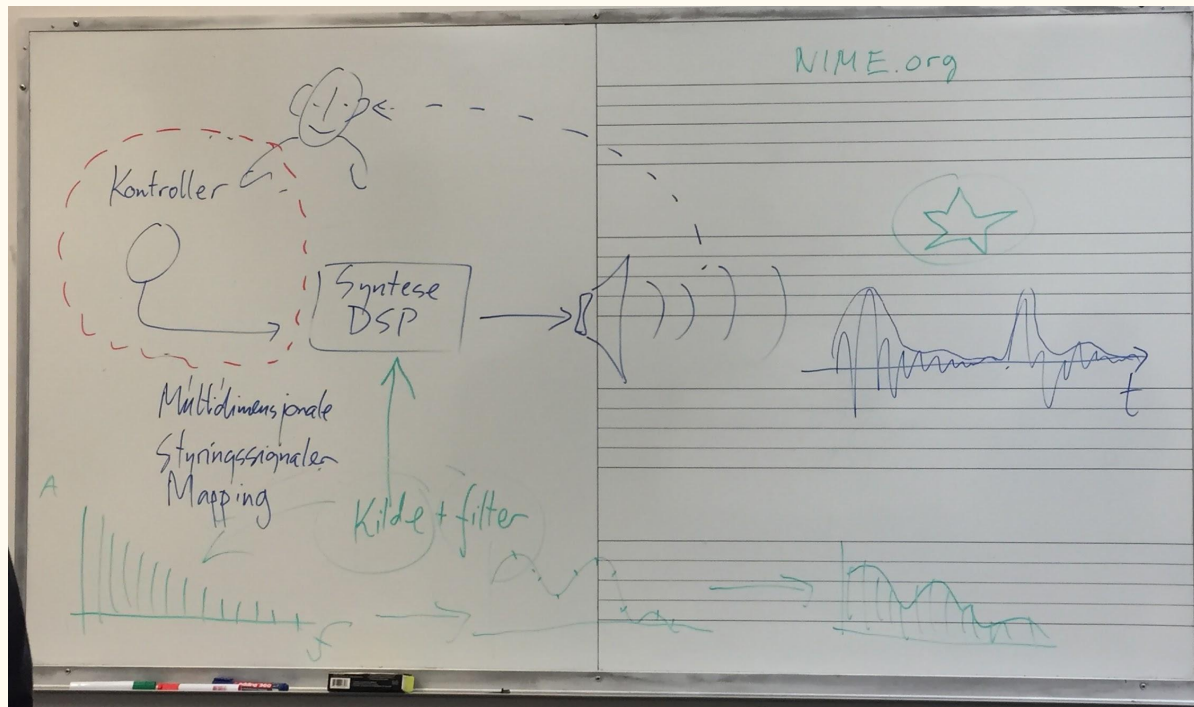 NIME.org
Kontroller
Syntese
DSP
t
Multidimensjonale
Styringssignaler
Mapping
A
Kilde + filter
f